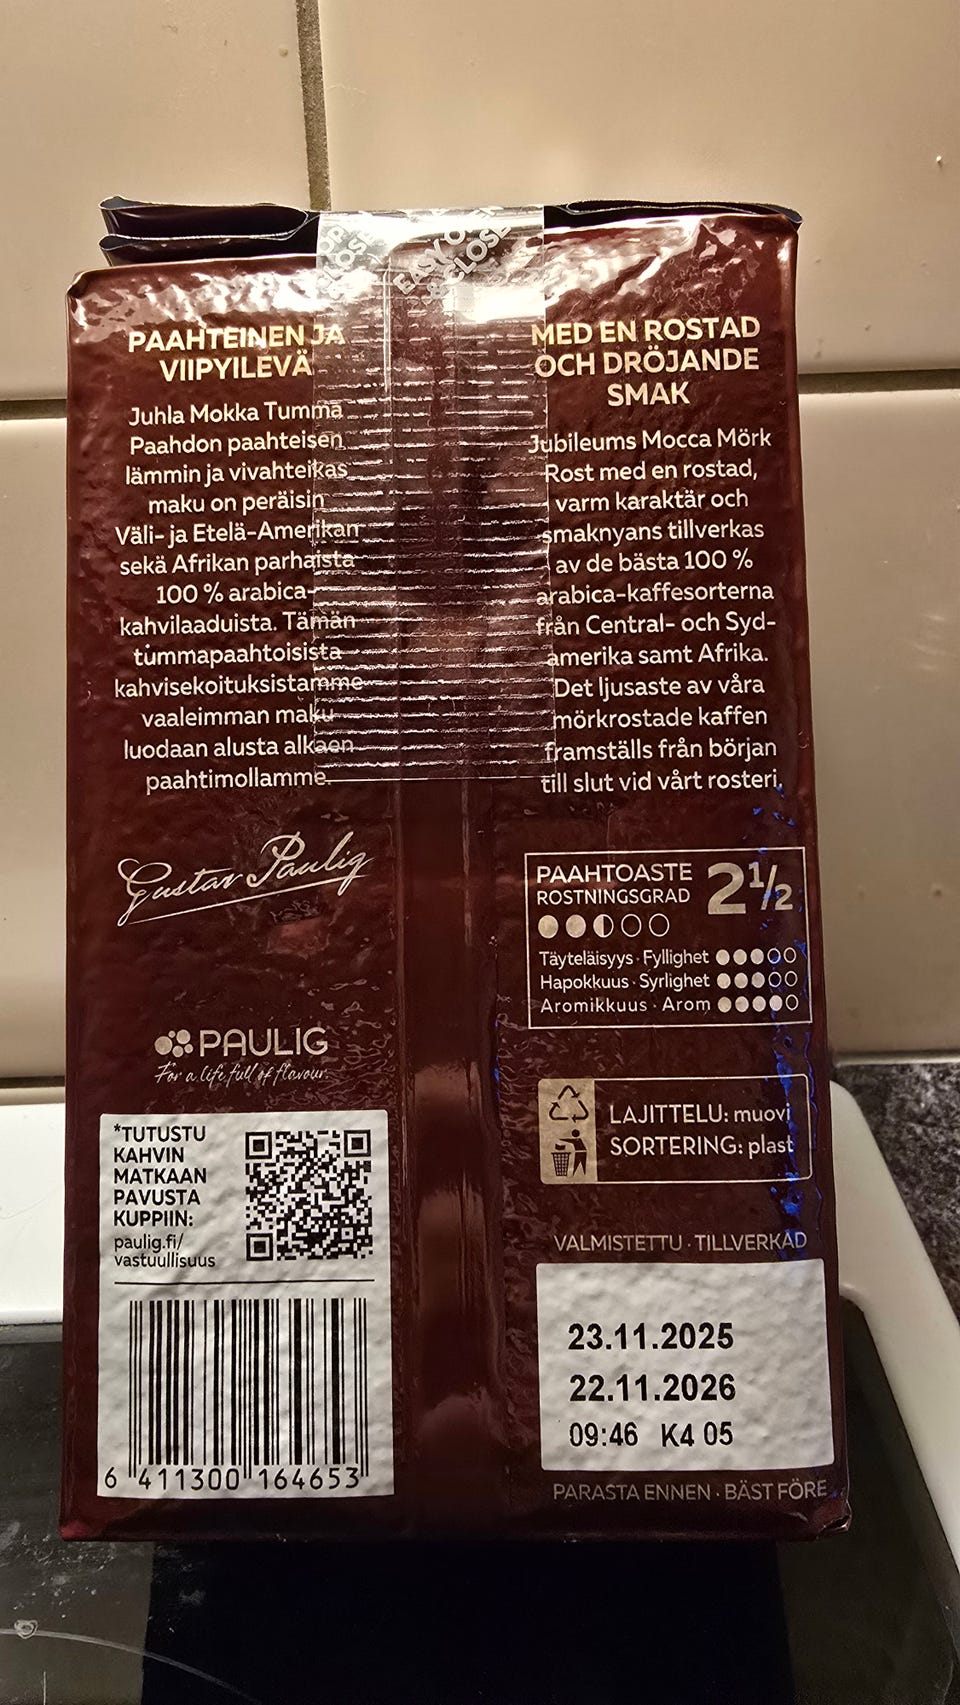 EASY OPEN
& CLOSE
PAAHTEINEN JA
VIIPYILEVÄ
Juhla Mokka Tumma
Paahdon paahteisen
lämmin ja vivahteikas
maku on peräisin
Väli- ja Etelä-Amerikan
sekä Afrikan parhaista
100 % arabica-
kahvilaaduista. Tämän
tummapaahtoisista
kahvisekoituksistamme
vaaleimman maku
luodaan alusta alkaen
paahtimollamme.
Gustav Paulig
PAULIG
For a life full of flavour.
*TUTUSTU
KAHVIN
MATKAAN
PAVUSTA
KUPPIIN:
paulig.fi/
vastuullisuus
6 411300 164653
MED EN ROSTAD
OCH DRÖJANDE
SMAK
Jubileums Mocca Mörk
Rost med en rostad,
varm karaktär och
smaknyans tillverkas
av de bästa 100 %
arabica-kaffesorterna
från Central- och Syd-
amerika samt Afrika.
Det ljusaste av våra
mörkrostade kaffen
framställs från början
till slut vid vårt rosteri.
PAAHTOASTE 2½
ROSTNINGSGRAD
Täyteläisyys · Fyllighet
Hapokkuus · Syrlighet
Aromikkuus · Arom
LAJITTELU: muovi
SORTERING: plast
VALMISTETTU · TILLVERKAD
23.11.2025
22.11.2026
09:46 K4 05
PARASTA ENNEN · BÄST FÖRE